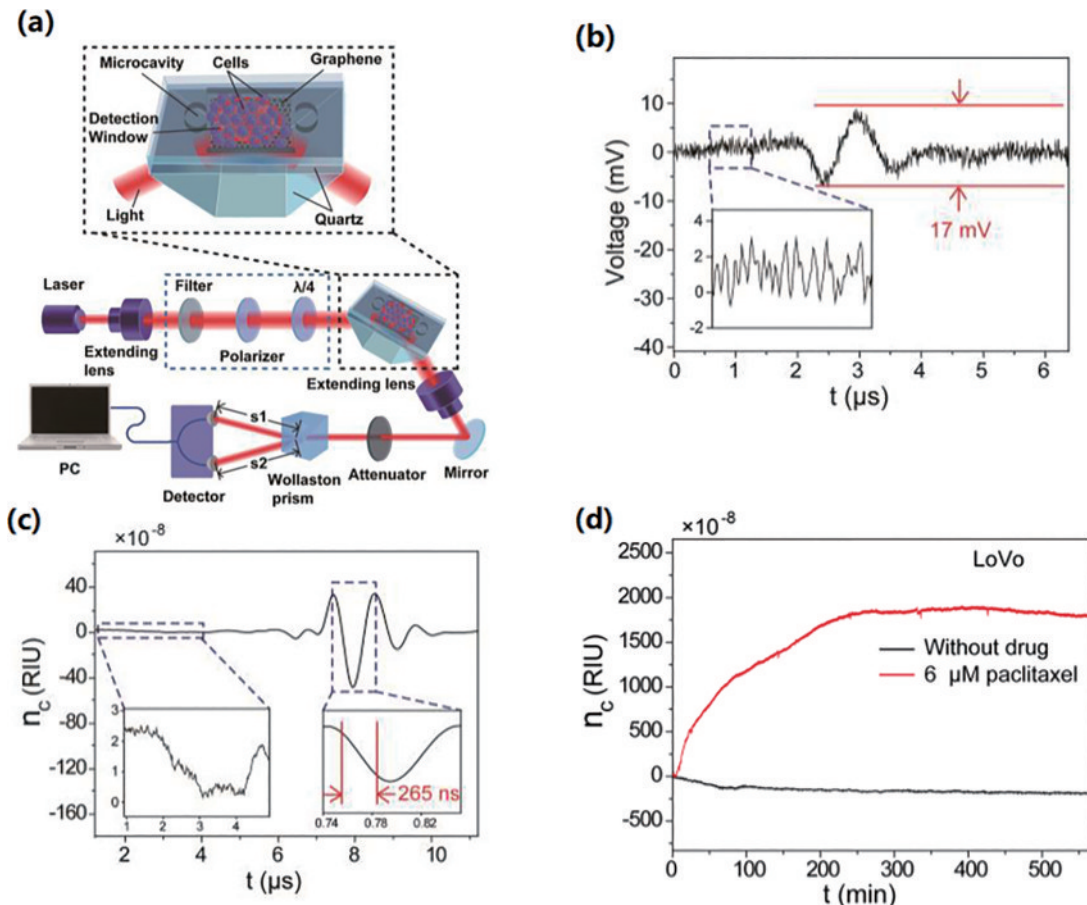 (a)
Microcavity
Cells
Graphene
Detection
Window
Light
Quartz
Laser
Filter
λ/4
Extending
lens
Polarizer
Extending lens
s1
s2
PC
Detector
Wollaston
prism
Attenuator
Mirror
(b)
Voltage (mV)
10
0
-10
-20
-30
-40
17 mV
4
2
0
-2
0
1
2
3
4
5
6
t (μs)
(c)
×10⁻⁸
nc (RIU)
40
0
-40
-80
-120
-160
3
2
1
0
1
2
3
4
265 ns
0.74
0.78
0.82
2
4
6
8
10
t (μs)
(d)
×10⁻⁸
nc (RIU)
2500
2000
1500
1000
500
0
-500
LoVo
Without drug
6 μM paclitaxel
0
100
200
300
400
500
t (min)